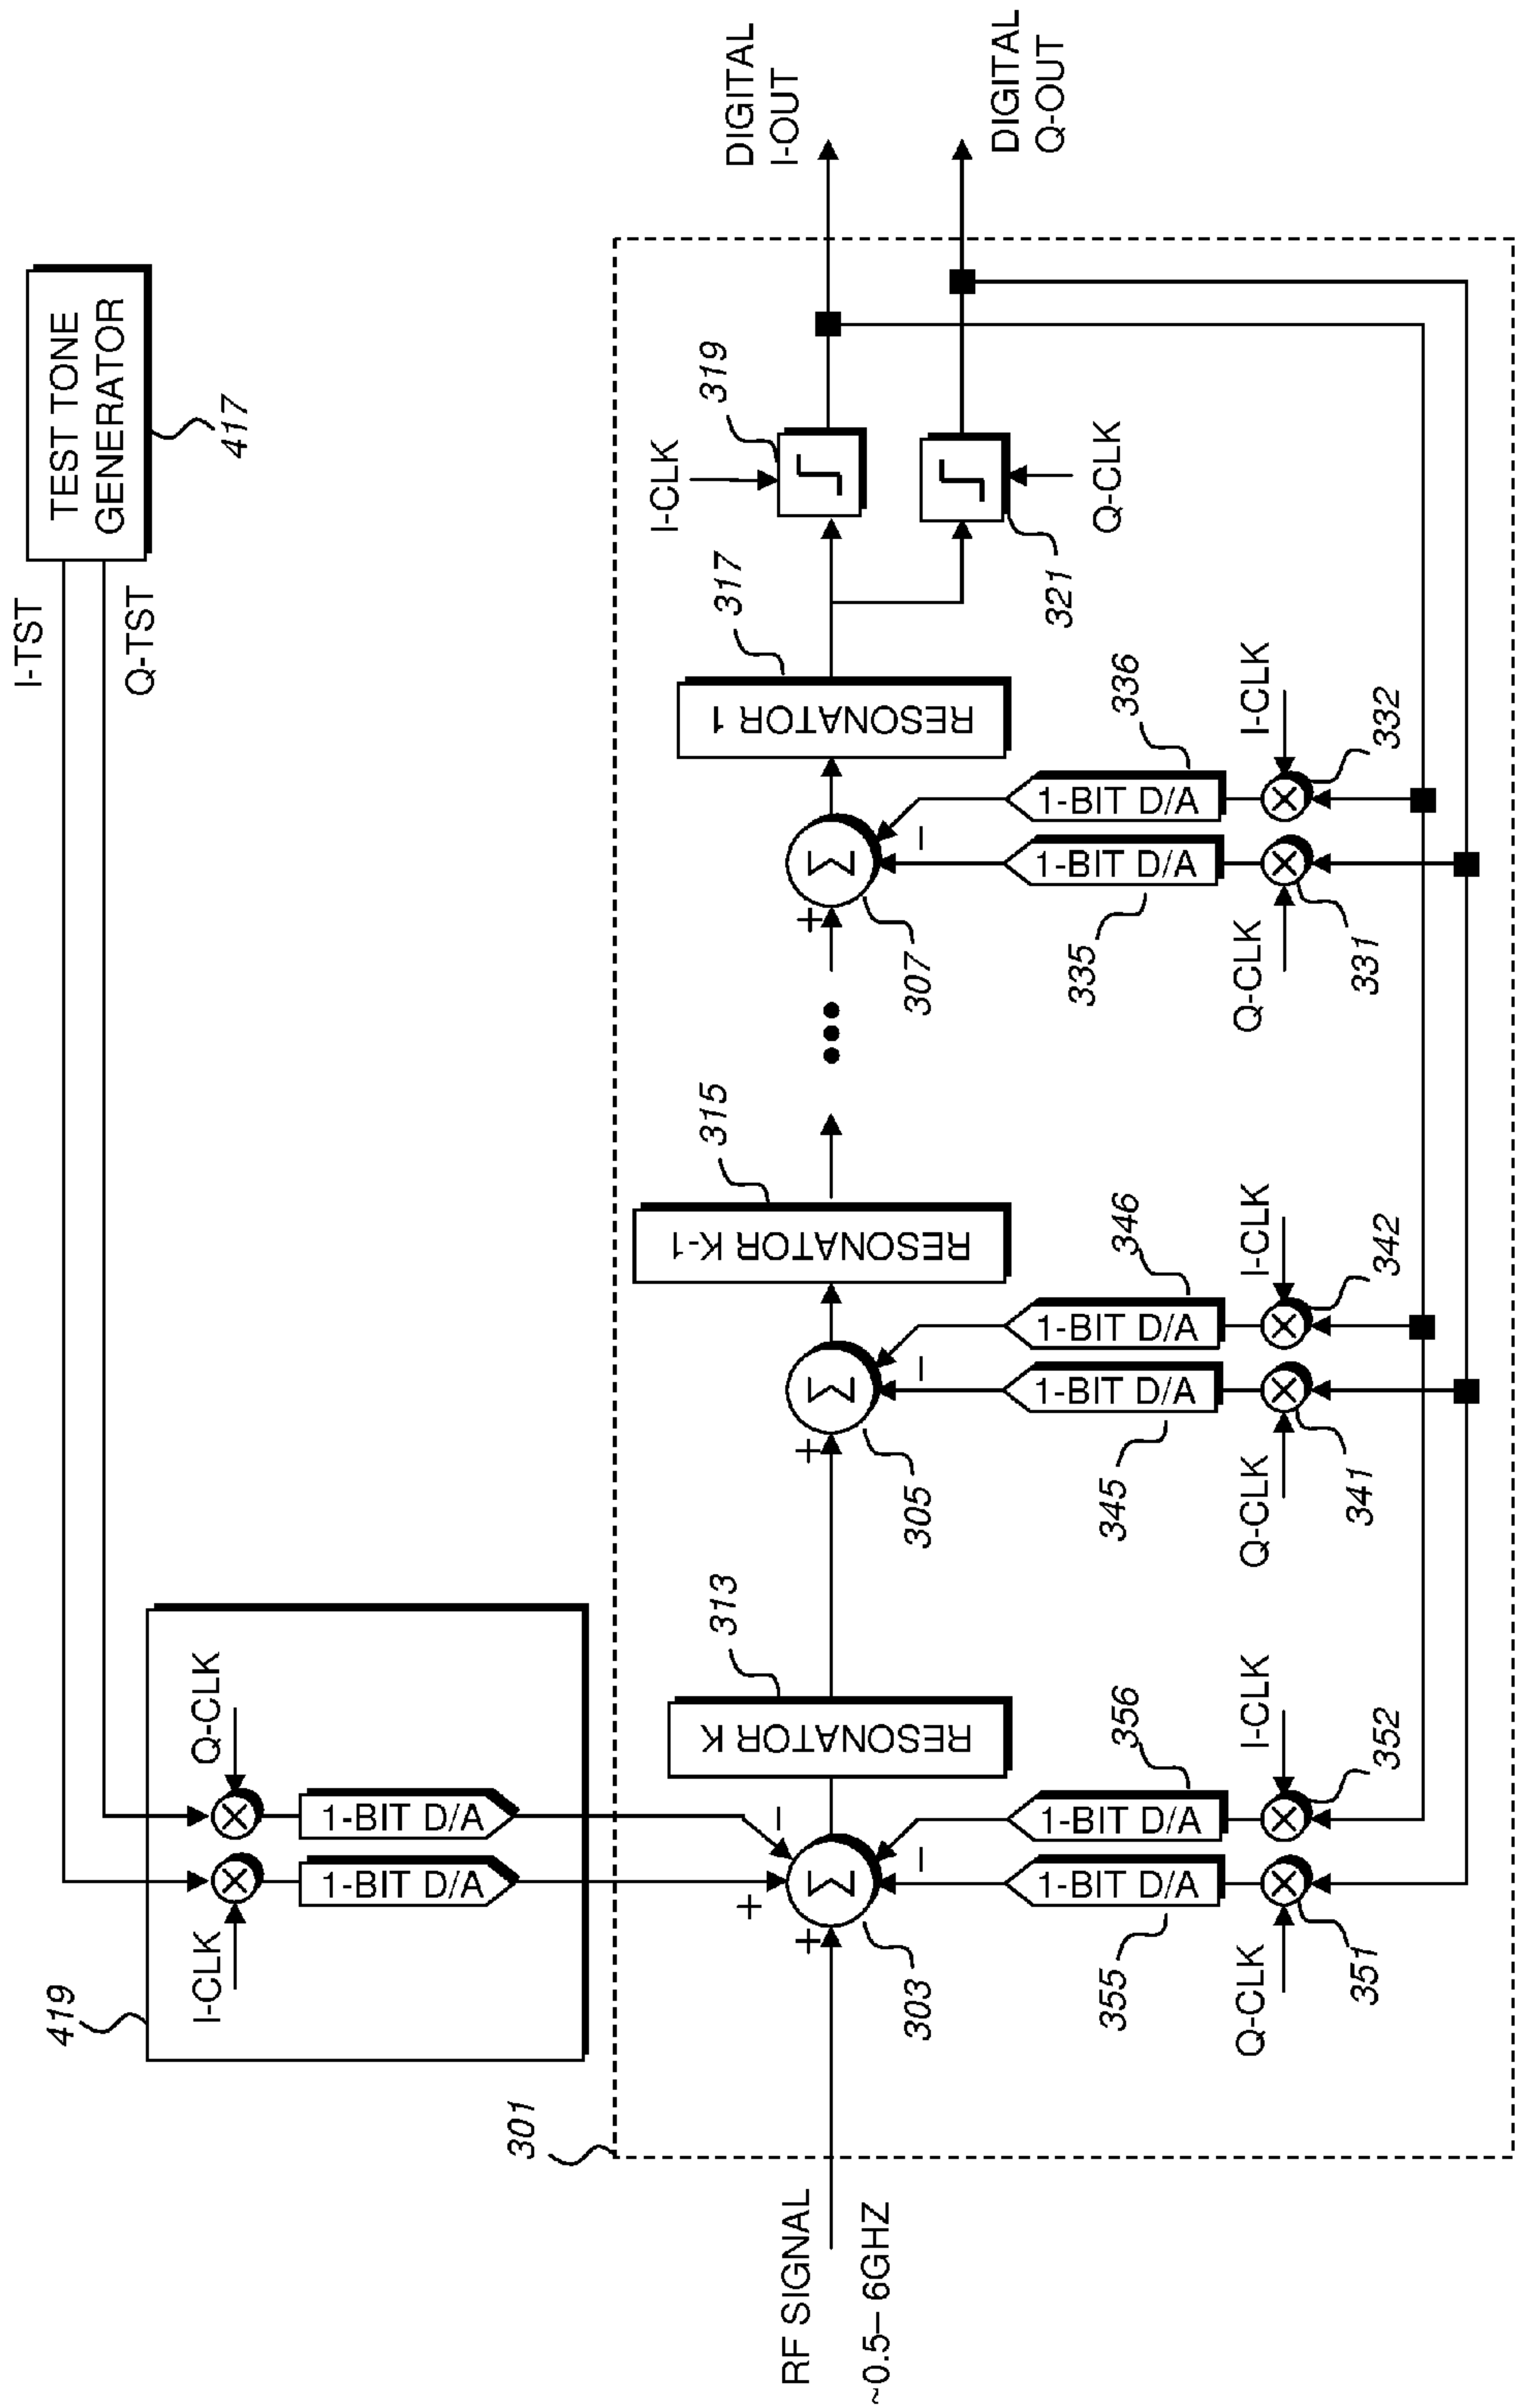 TEST TONE
GENERATOR
417
I-TST
Q-TST
419
I-CLK
Q-CLK
1-BIT D/A
1-BIT D/A
301
RF SIGNAL
~0.5– 6GHZ
+
+
–
Σ
303
–
RESONATOR K
313
+
Σ
305
–
RESONATOR K-1
315
+
Σ
307
–
RESONATOR 1
317
I-CLK
319
321
Q-CLK
DIGITAL
I-OUT
DIGITAL
Q-OUT
1-BIT D/A
355
1-BIT D/A
356
Q-CLK
351
I-CLK
352
1-BIT D/A
345
1-BIT D/A
346
Q-CLK
341
I-CLK
342
1-BIT D/A
335
1-BIT D/A
336
Q-CLK
331
I-CLK
332